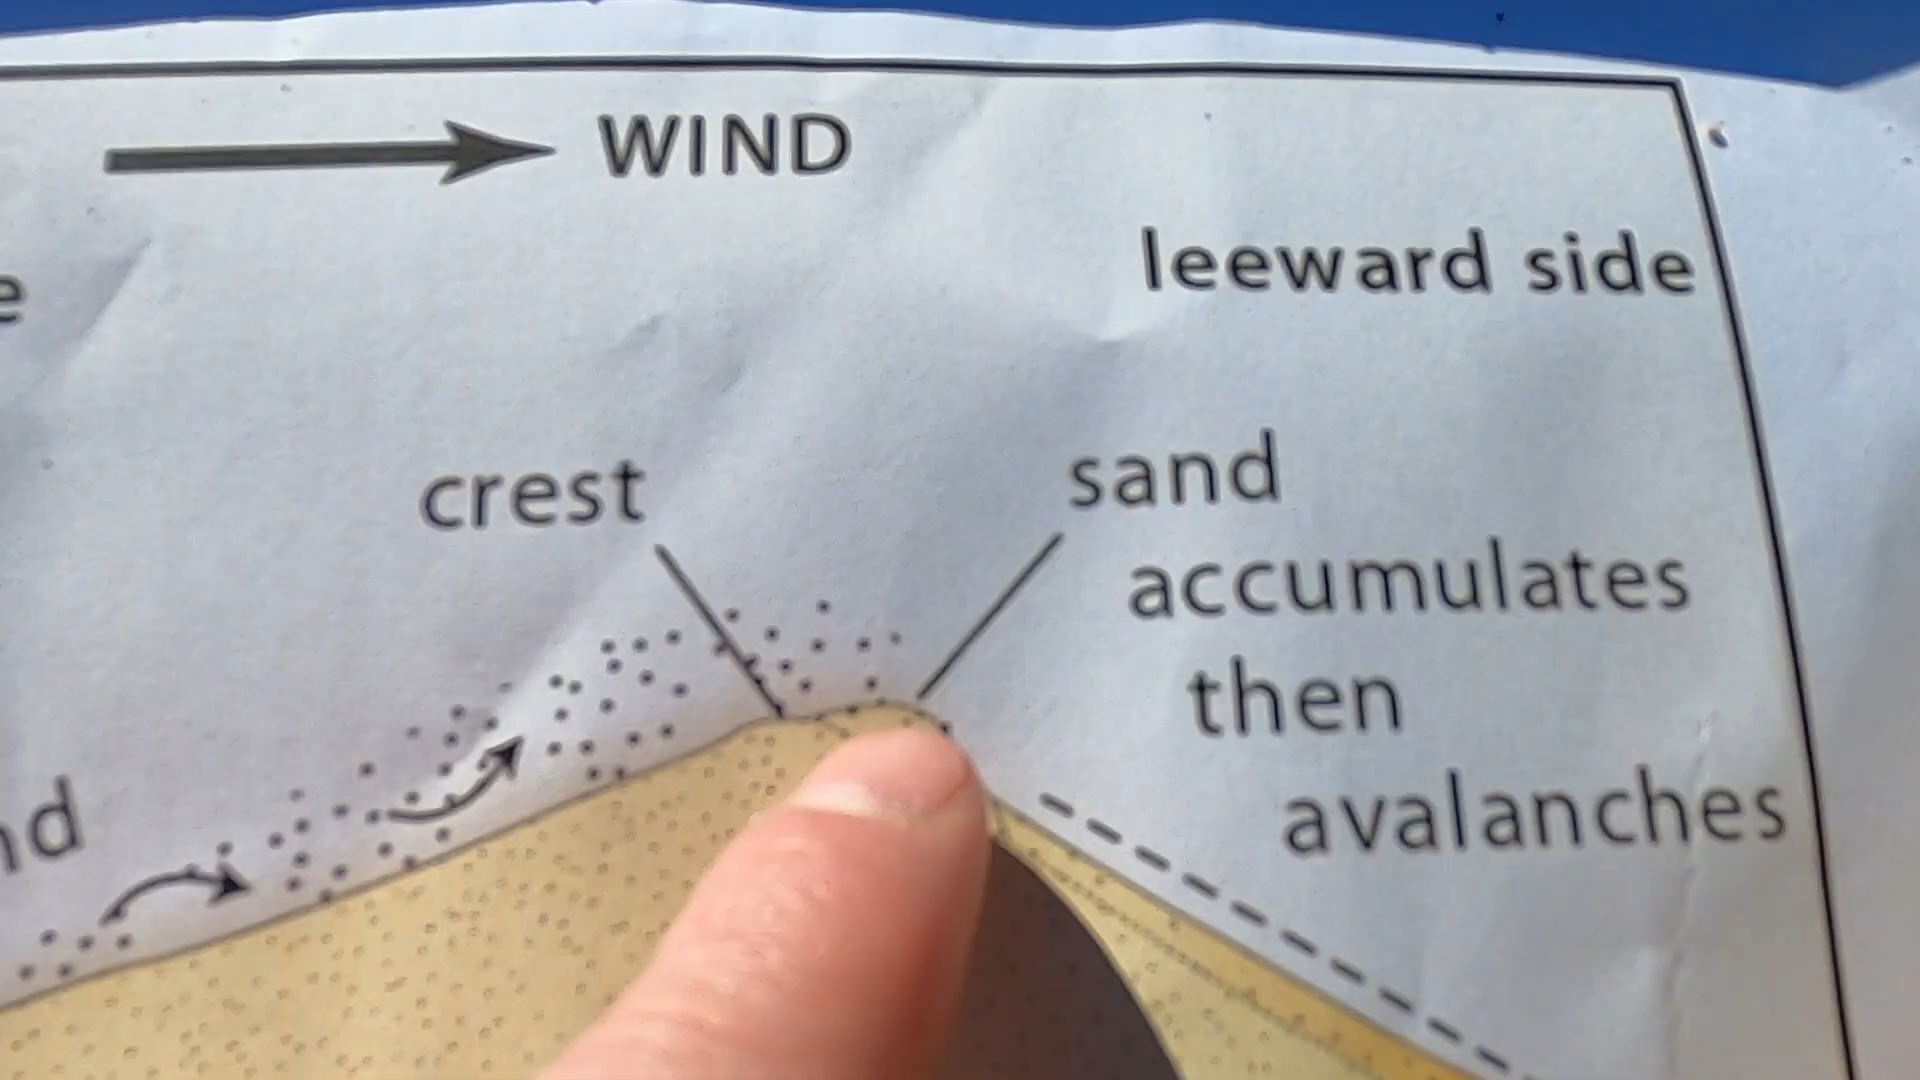 WIND
leeward side
crest
sand
accumulates
then
avalanches